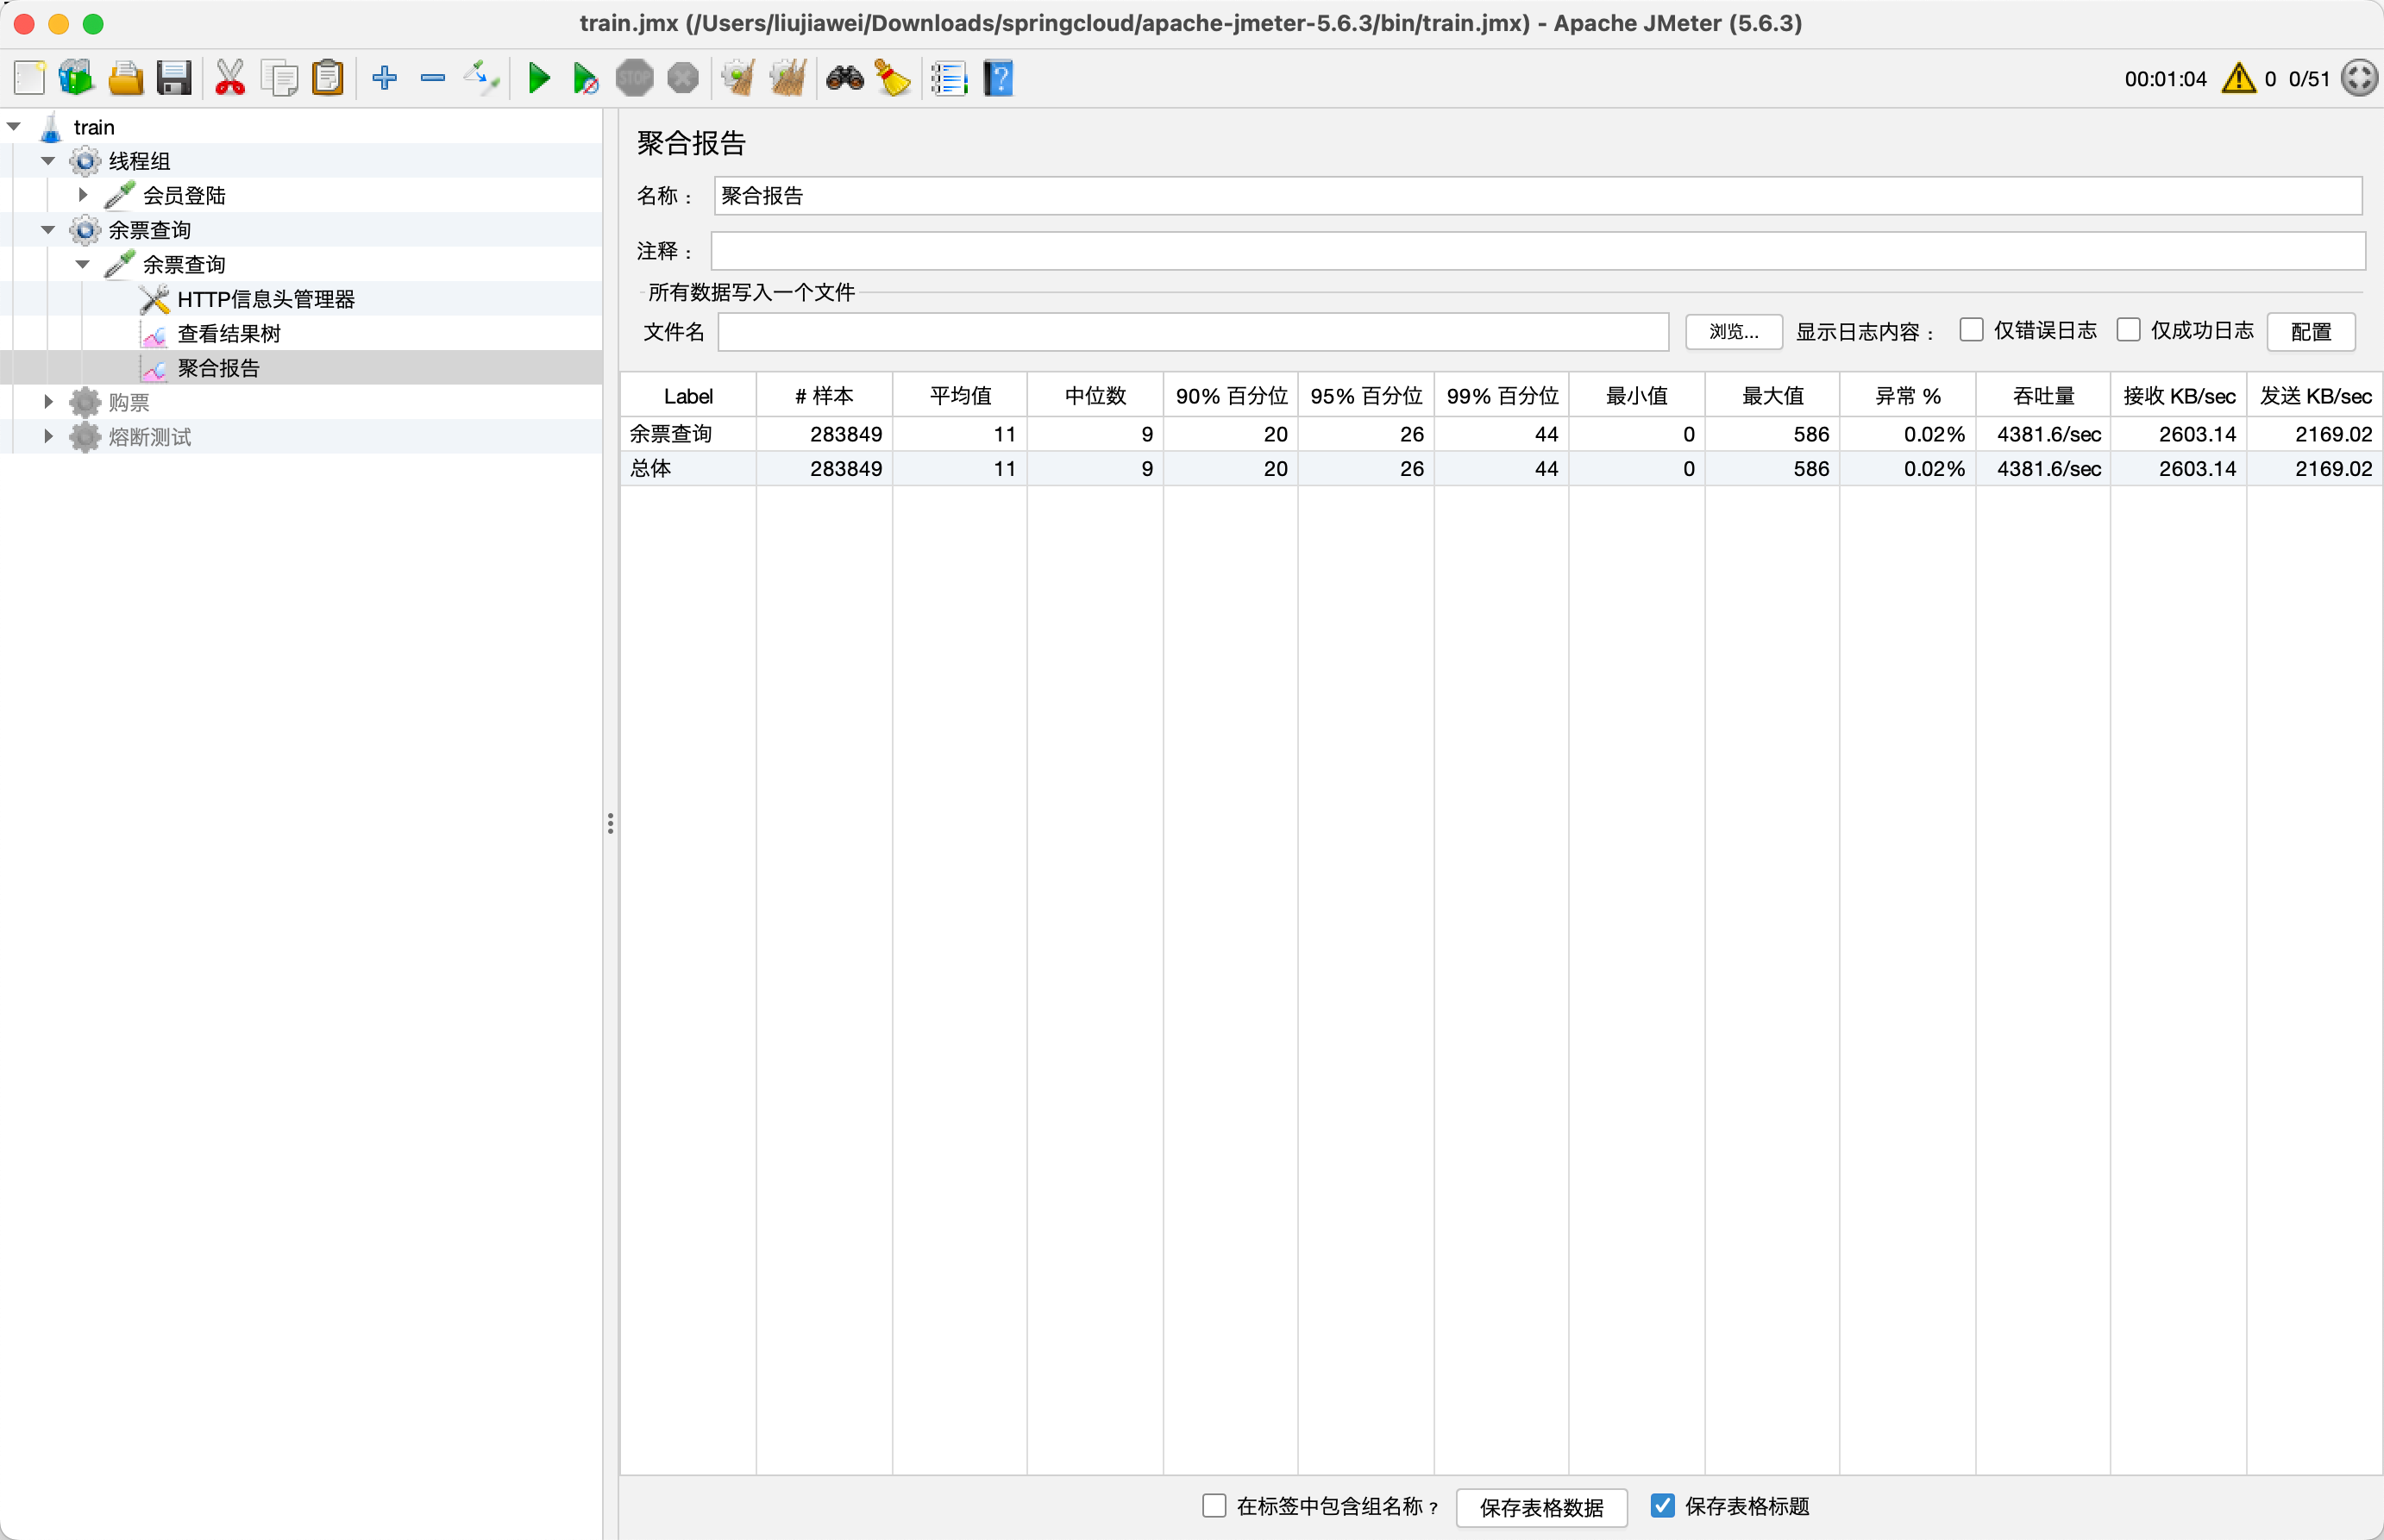 train.jmx (/Users/liujiawei/Downloads/springcloud/apache-jmeter-5.6.3/bin/train.jmx) - Apache JMeter (5.6.3)
STOP
00:01:04 0 0/51
train
线程组
会员登陆
余票查询
余票查询
HTTP信息头管理器
查看结果树
聚合报告
购票
熔断测试
聚合报告
名称： 聚合报告
注释：
所有数据写入一个文件
文件名 浏览... 显示日志内容： 仅错误日志 仅成功日志 配置
Label # 样本 平均值 中位数 90% 百分位 95% 百分位 99% 百分位 最小值 最大值 异常 % 吞吐量 接收 KB/sec 发送 KB/sec
余票查询 283849 11 9 20 26 44 0 586 0.02% 4381.6/sec 2603.14 2169.02
总体 283849 11 9 20 26 44 0 586 0.02% 4381.6/sec 2603.14 2169.02
在标签中包含组名称？ 保存表格数据 保存表格标题